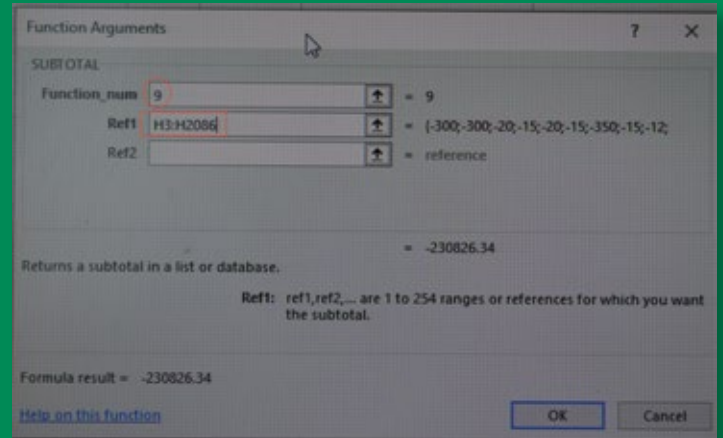 Function Arguments ? ×
SUBTOTAL
Function_num 9 = 9
Ref1 H3:H2086 = {-300;-300;-20;-15;-20;-15;-350;-15;-12;
Ref2 = reference
= -230826.34
Returns a subtotal in a list or database.
Ref1: ref1,ref2,... are 1 to 254 ranges or references for which you want
the subtotal.
Formula result = -230826.34
Help on this function OK Cancel